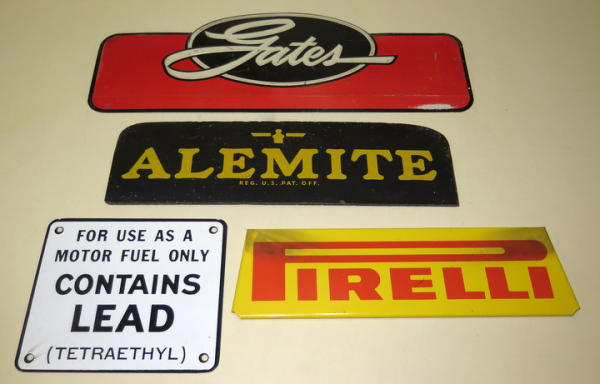 Gates
ALEMITE
REG. U.S. PAT. OFF.
FOR USE AS A
MOTOR FUEL ONLY
CONTAINS
LEAD
(TETRAETHYL)
PIRELLI